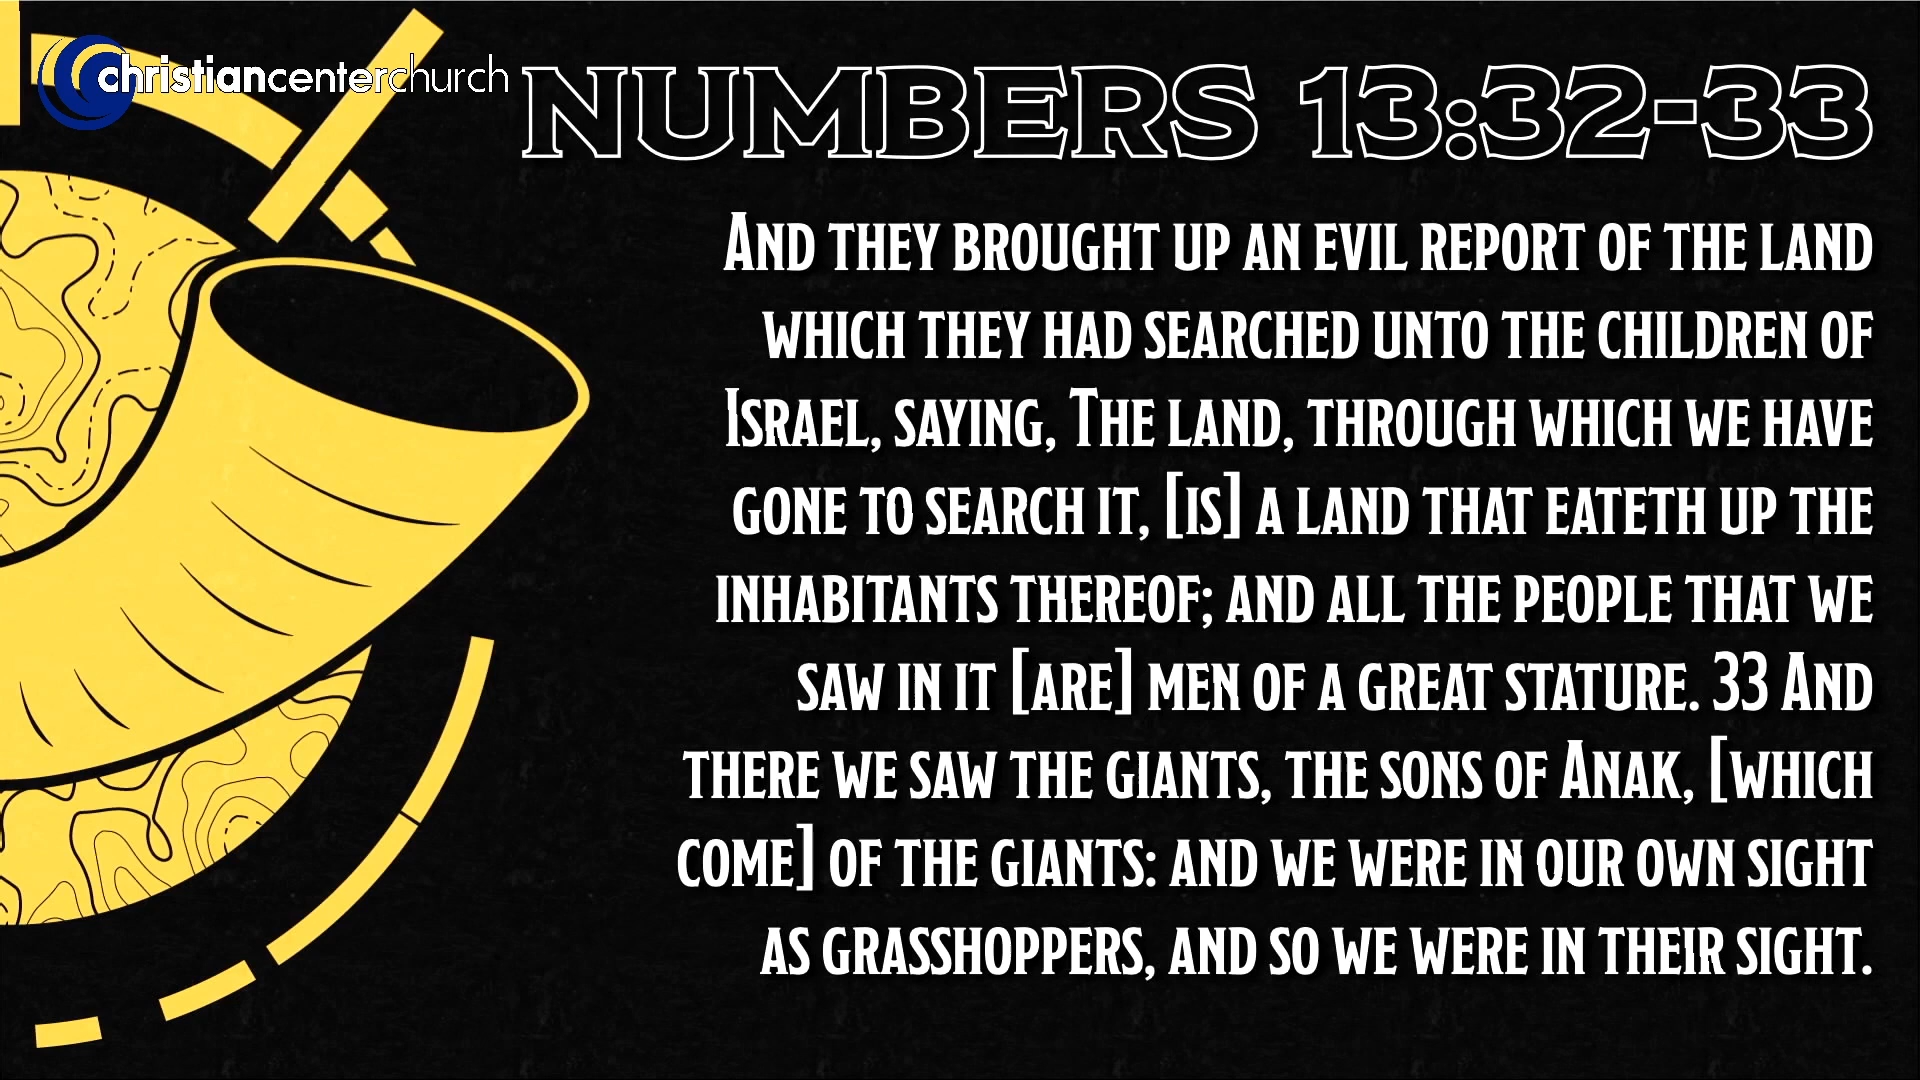 christiancenterchurch
NUMBERS 13:32-33
And they brought up an evil report of the land
which they had searched unto the children of
Israel, saying, The land, through which we have
gone to search it, [is] a land that eateth up the
inhabitants thereof; and all the people that we
saw in it [are] men of a great stature. 33 And
there we saw the giants, the sons of Anak, [which
come] of the giants: and we were in our own sight
as grasshoppers, and so we were in their sight.